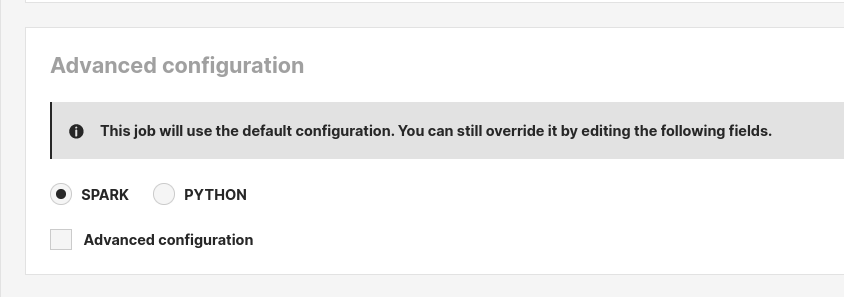 Advanced configuration
This job will use the default configuration. You can still override it by editing the following fields.
SPARK PYTHON
Advanced configuration